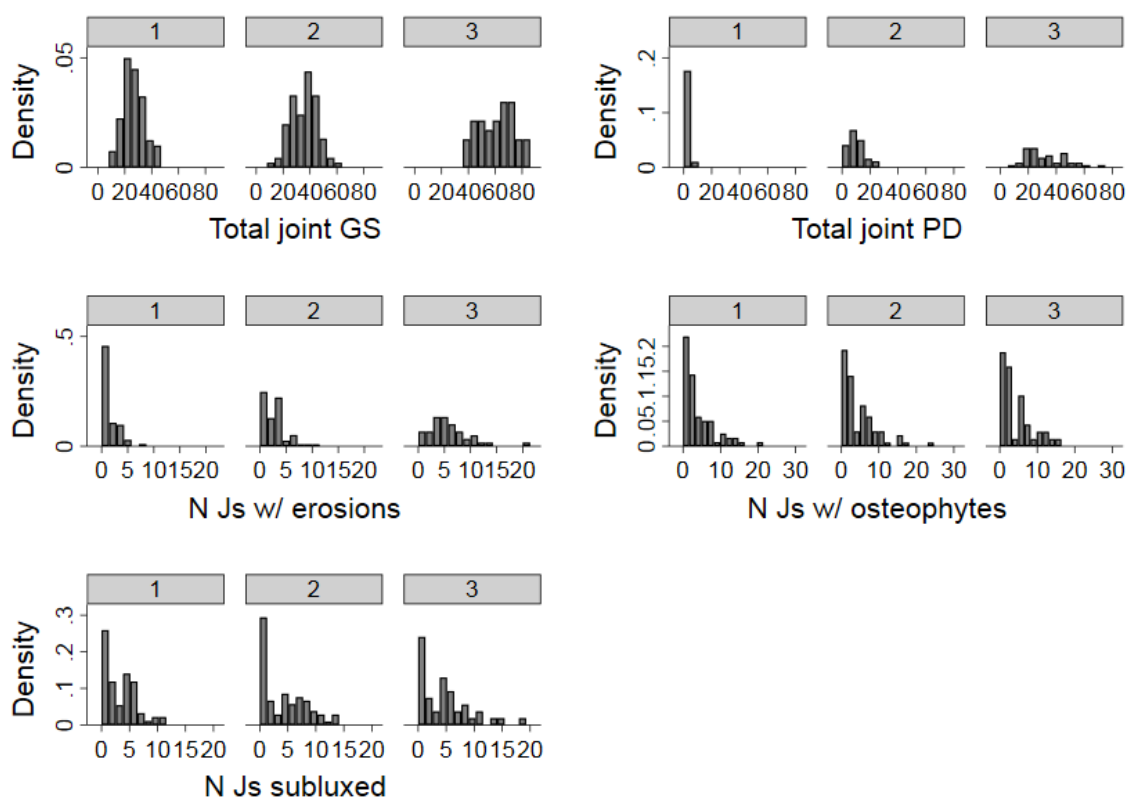 1 2 3
Density
0 .05
0 20406080 0 20406080 0 20406080
Total joint GS
1 2 3
Density
0 .1 .2
0 20406080 0 20406080 0 20406080
Total joint PD
1 2 3
Density
0 .5
0 5 101520 0 5 101520 0 5 101520
N Js w/ erosions
1 2 3
Density
0 .05 .1 .15 .2
0 10 20 30 0 10 20 30 0 10 20 30
N Js w/ osteophytes
1 2 3
Density
0 .1 .2 .3
0 5 101520 0 5 101520 0 5 101520
N Js subluxed